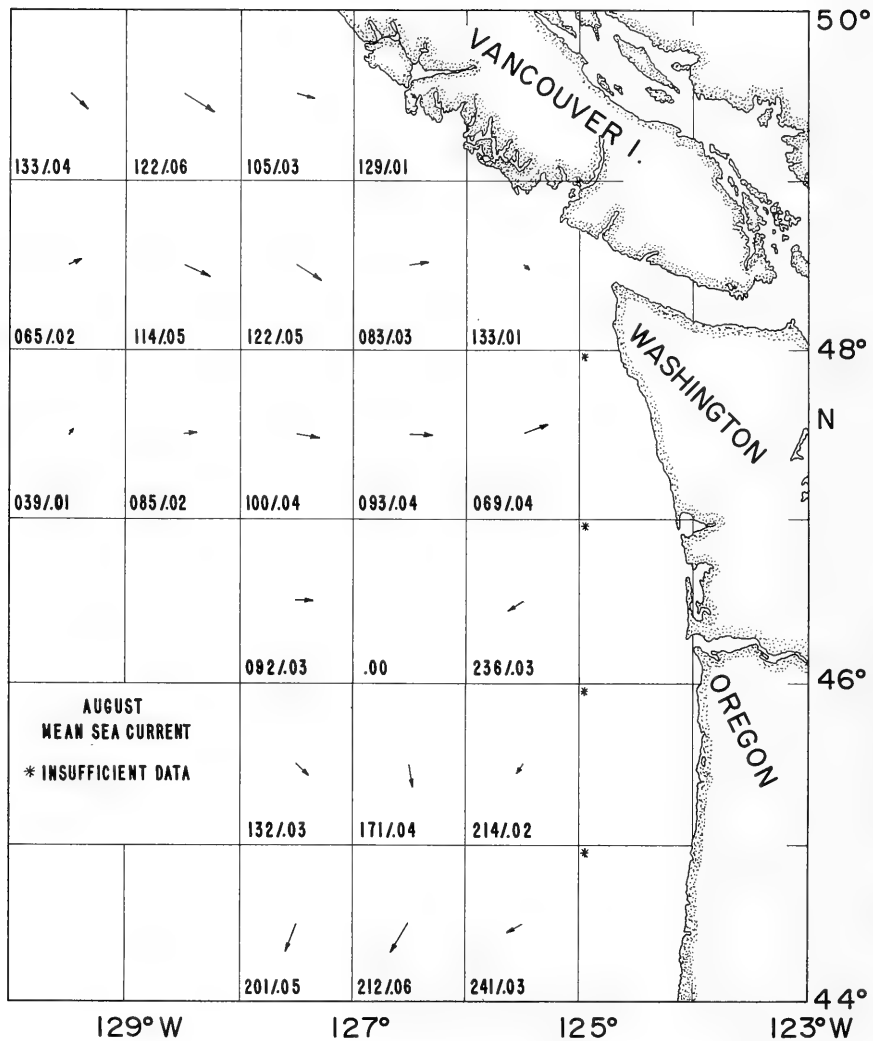 50°
VANCOUVER I.
133/.04 122/.06 105/.03 129/.01
065/.02 114/.05 122/.05 083/.03 133/.01
*
48°
WASHINGTON
N
039/.01 085/.02 100/.04 093/.04 069/.04
*
092/.03 .00 236/.03
46°
*
AUGUST
MEAN SEA CURRENT
* INSUFFICIENT DATA
OREGON
132/.03 171/.04 214/.02
*
201/.05 212/.06 241/.03
44°
129°W 127° 125° 123°W